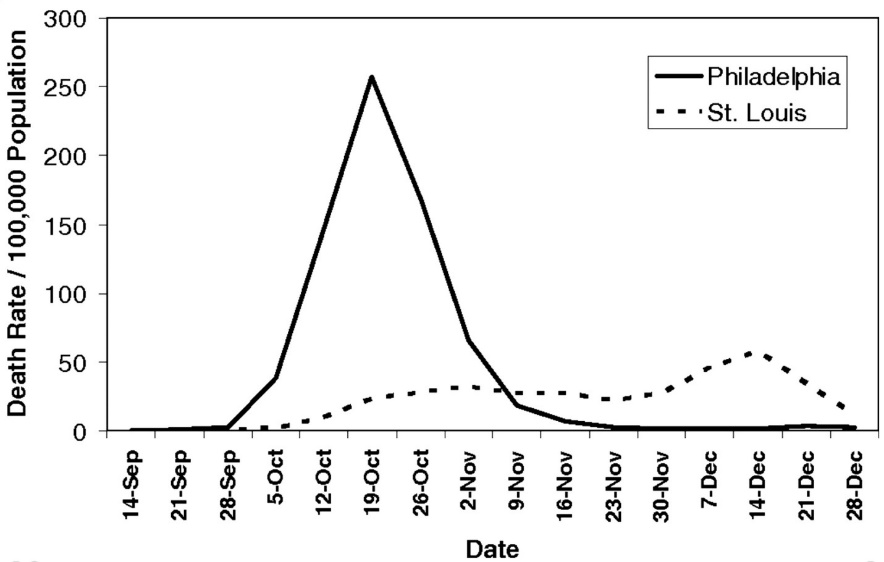 300
250
200
150
100
50
0
Death Rate / 100,000 Population
Philadelphia
St. Louis
14-Sep
21-Sep
28-Sep
5-Oct
12-Oct
19-Oct
26-Oct
2-Nov
9-Nov
16-Nov
23-Nov
30-Nov
7-Dec
14-Dec
21-Dec
28-Dec
Date